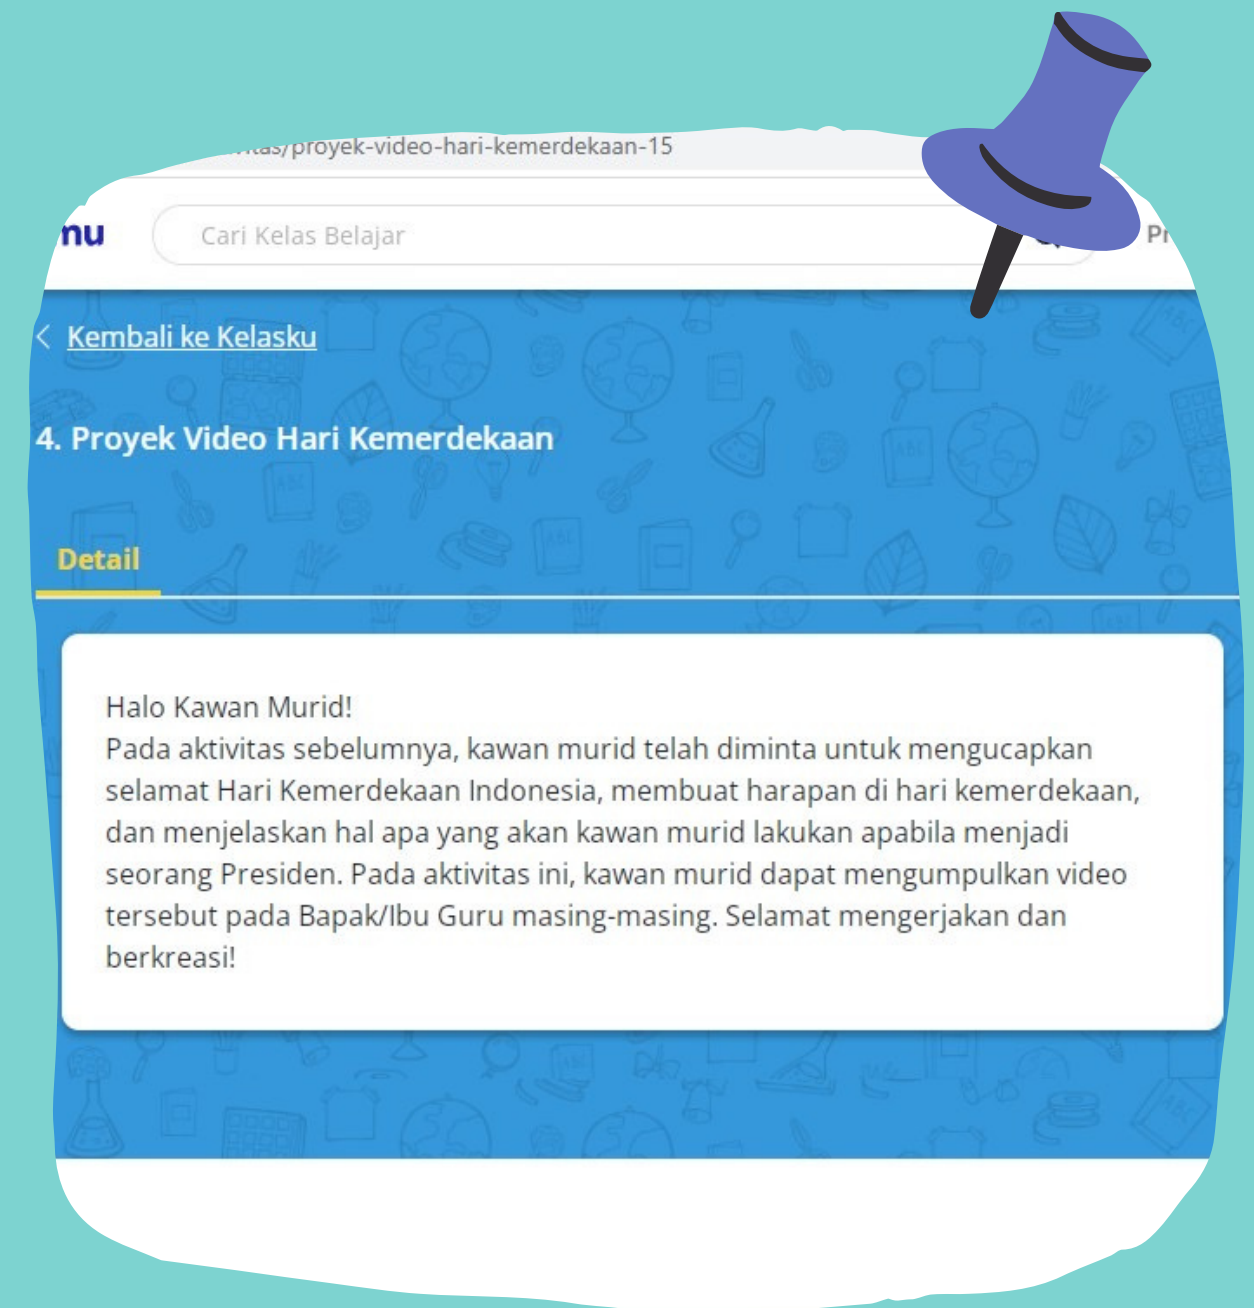 /proyek-video-hari-kemerdekaan-15
Cari Kelas Belajar
< Kembali ke Kelasku
4. Proyek Video Hari Kemerdekaan
Detail
Halo Kawan Murid!
Pada aktivitas sebelumnya, kawan murid telah diminta untuk mengucapkan
selamat Hari Kemerdekaan Indonesia, membuat harapan di hari kemerdekaan,
dan menjelaskan hal apa yang akan kawan murid lakukan apabila menjadi
seorang Presiden. Pada aktivitas ini, kawan murid dapat mengumpulkan video
tersebut pada Bapak/Ibu Guru masing-masing. Selamat mengerjakan dan
berkreasi!